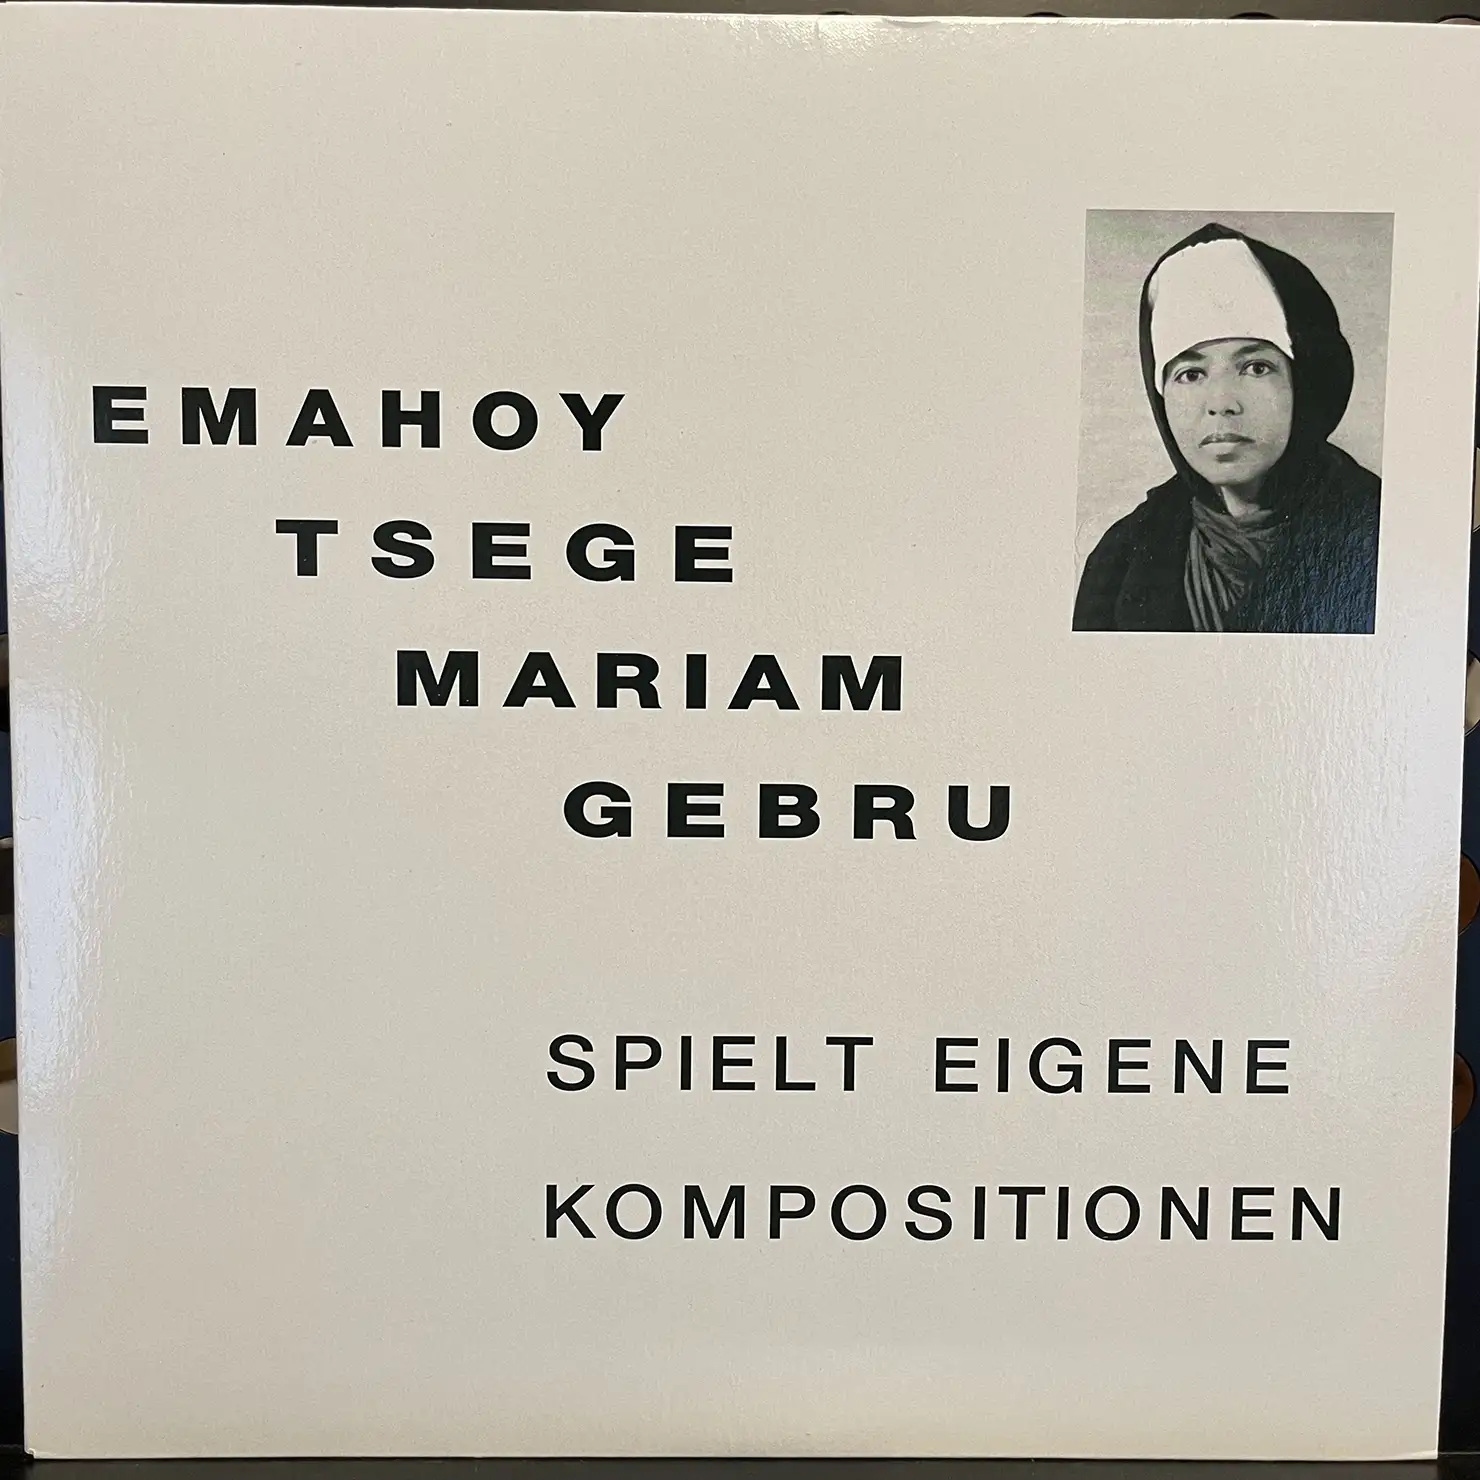 EMAHOY
TSEGE
MARIAM
GEBRU
SPIELT EIGENE
KOMPOSITIONEN